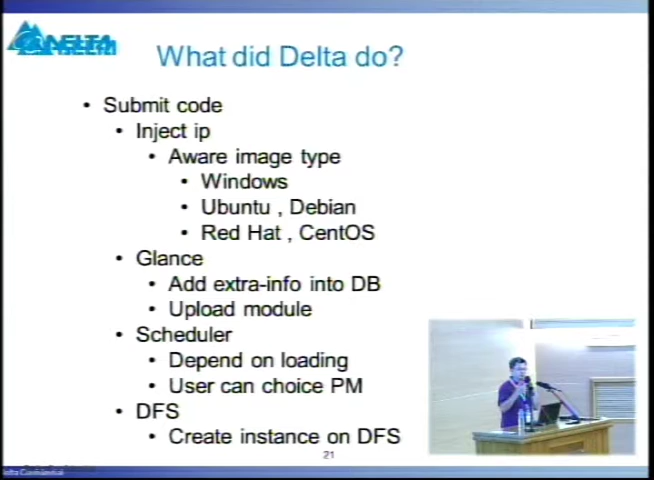 What did Delta do?
• Submit code
• Inject ip
• Aware image type
• Windows
• Ubuntu , Debian
• Red Hat , CentOS
• Glance
• Add extra-info into DB
• Upload module
• Scheduler
• Depend on loading
• User can choice PM
• DFS
• Create instance on DFS
21